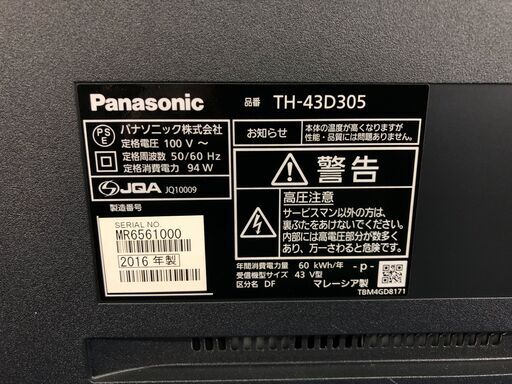 Panasonic
品番 TH-43D305
PS
E
パナソニック株式会社
定格電圧 100 V ～
定格周波数 50/60 Hz
定格消費電力 94 W
JQA JQ10009
製造番号
SERIAL NO.
MR6561000
2016 年製
お知らせ
本体の温度が高くなりますが
性能・品質には問題ありません。
警告
高圧注意
サービスマン以外の方は、
裏ぶたをあけないでください。
内部には高電圧部分が数多く
あり、万一さわると危険です。
年間消費電力量 60 kWh/年
受信機型サイズ 43 V型
区分名 DF
-p-
マレーシア製
TBM4GD8171